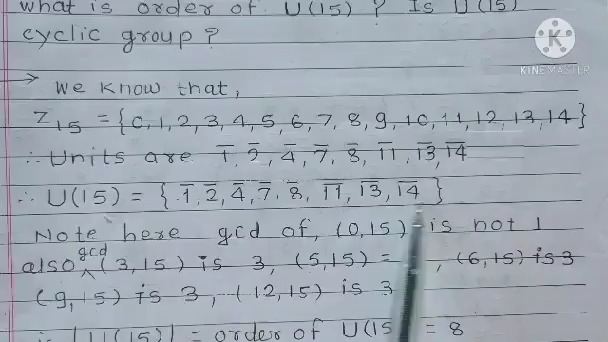 what is order of U(15) ? Is U(15)
cyclic group ?
KINEMASTER
→ We know that,
Z₁₅ = {0, 1, 2, 3, 4, 5, 6, 7, 8, 9, 10, 11, 12, 13, 14}
∴ Units are 1̅, 2̅, 4̅, 7̅, 8̅, 1̅1̅, 1̅3̅, 1̅4̅
∴ U(15) = { 1̅, 2̅, 4̅, 7̅, 8̅, 1̅1̅, 1̅3̅, 1̅4̅ }
Note here gcd of, (0,15) is not 1
also gcd (3,15) is 3, (5,15) = , (6,15) is 3
(9,15) is 3, (12,15) is 3
∴ |U(15)| = order of U(15 = 8